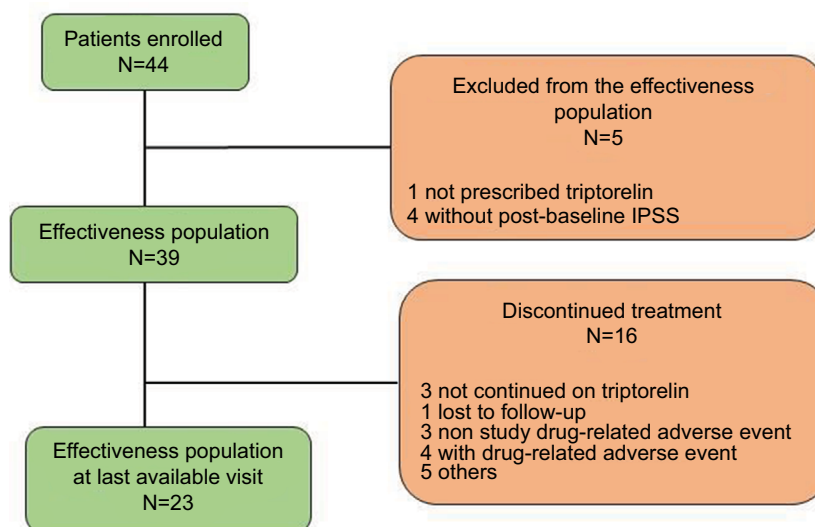 Patients enrolled
N=44
Excluded from the effectiveness
population
N=5
1 not prescribed triptorelin
4 without post-baseline IPSS
Effectiveness population
N=39
Discontinued treatment
N=16
3 not continued on triptorelin
1 lost to follow-up
3 non study drug-related adverse event
4 with drug-related adverse event
5 others
Effectiveness population
at last available visit
N=23